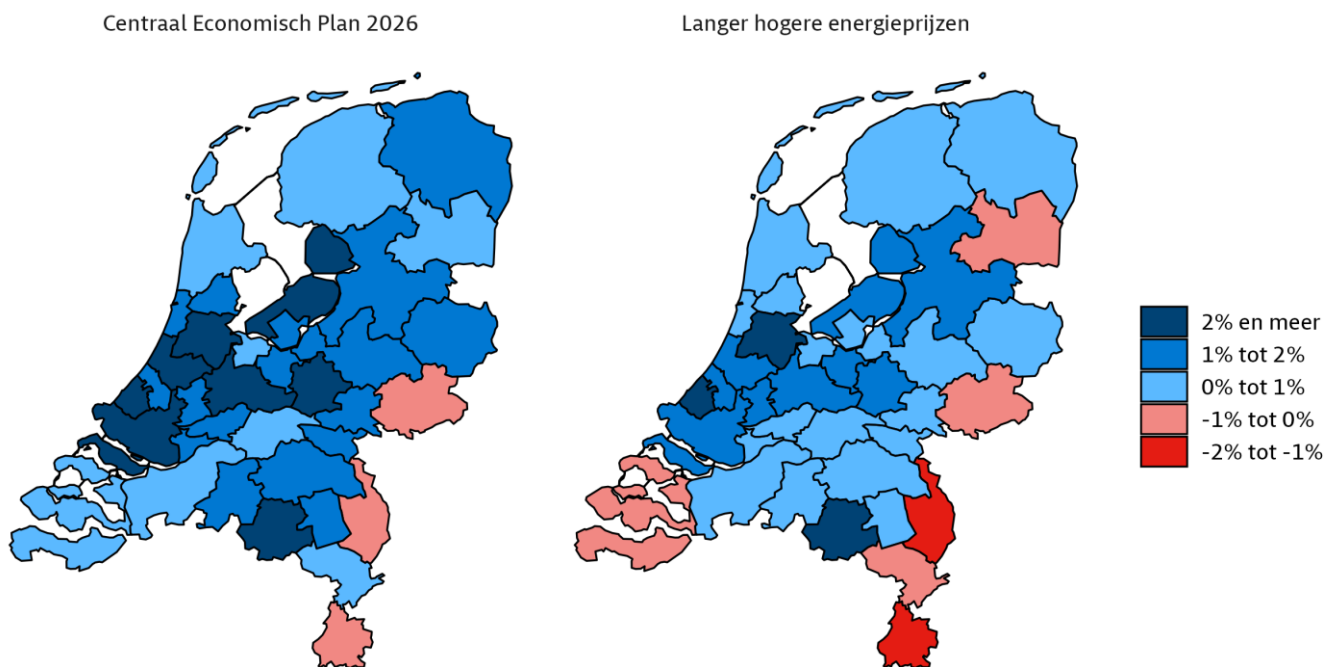 Centraal Economisch Plan 2026
Langer hogere energieprijzen
2% en meer
1% tot 2%
0% tot 1%
-1% tot 0%
-2% tot -1%